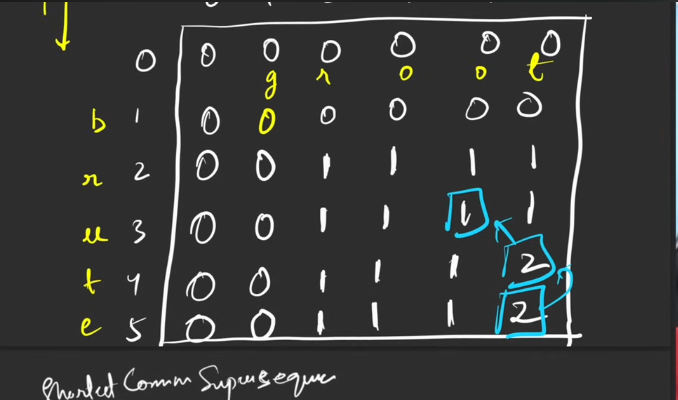 0 0 0 0 0 0 0
g r o o t
b 1 0 0 0 0 0 0
r 2 0 0 1 1 1 1
u 3 0 0 1 1 1 1
t 4 0 0 1 1 1 2
e 5 0 0 1 1 1 2
Shortest Comm Supersequenc